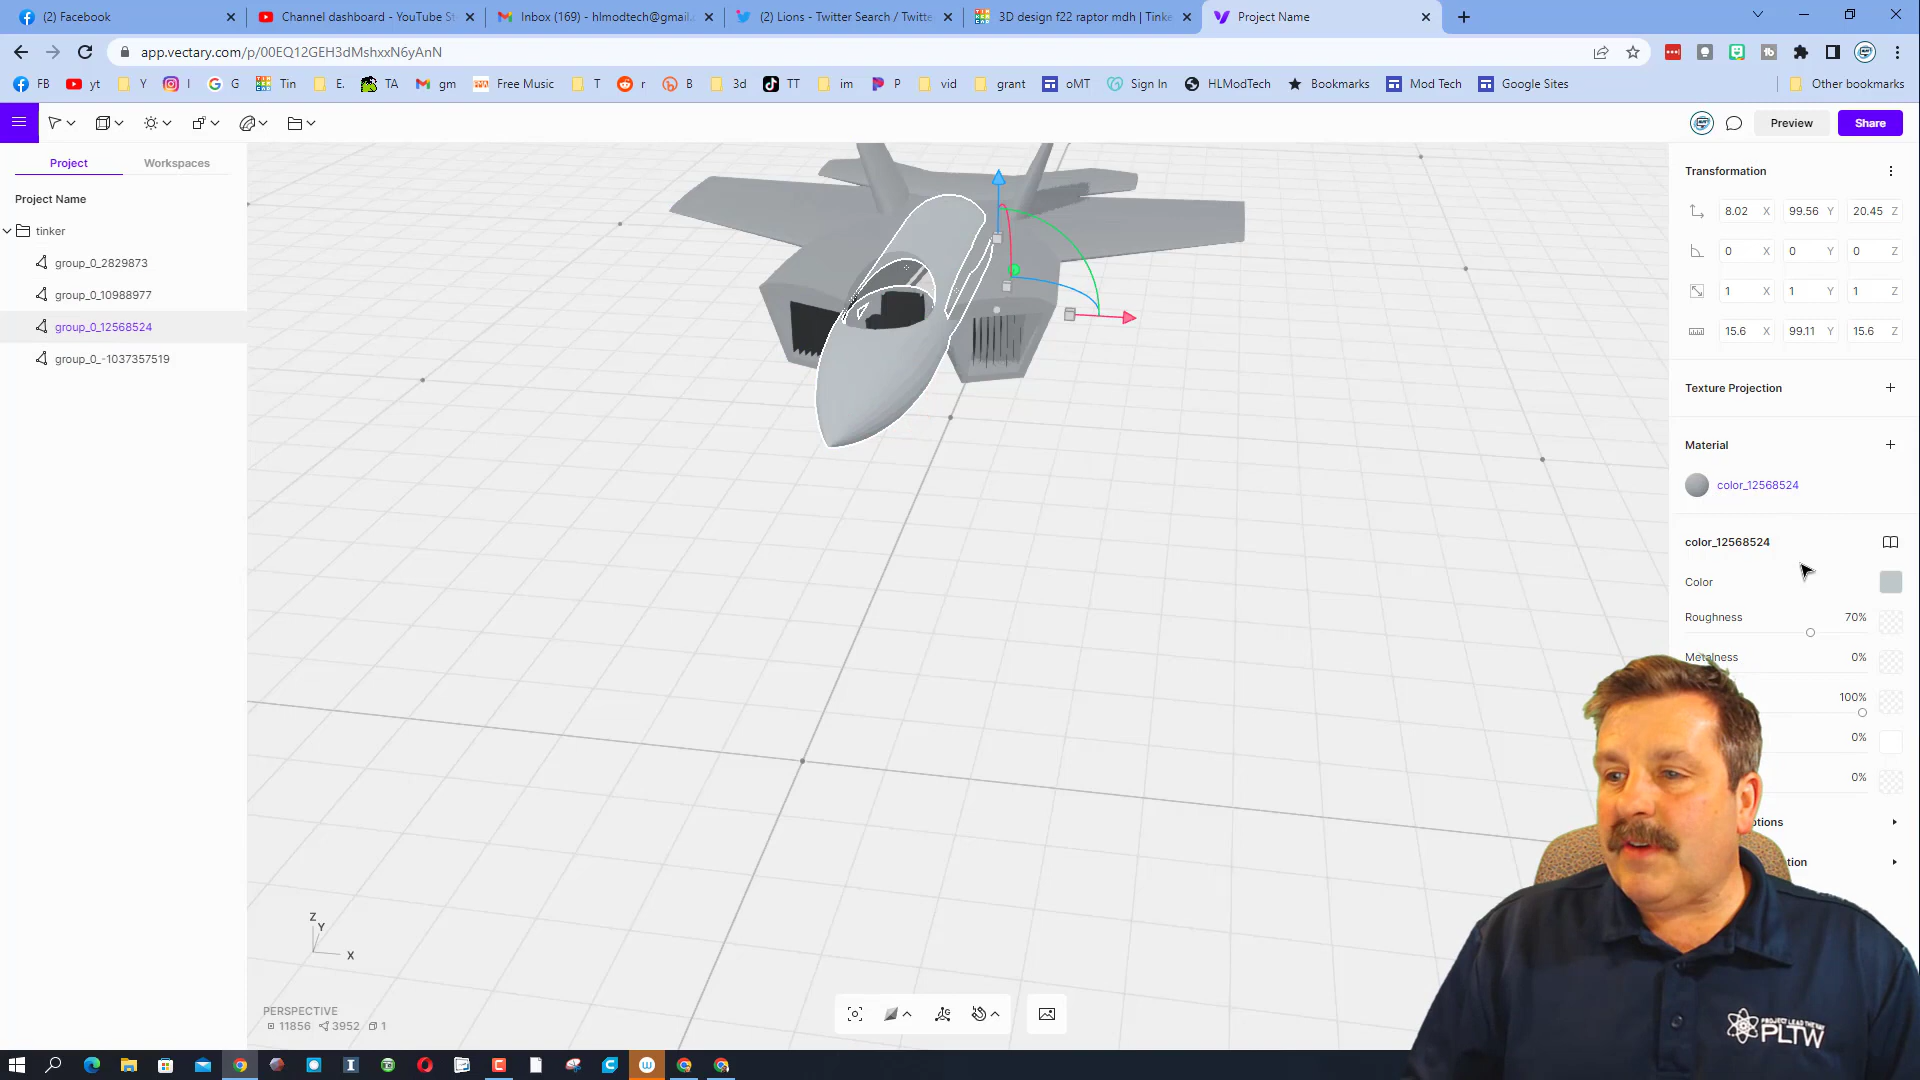 (2) Facebook
Channel dashboard - YouTube St
Inbox (169) - hlmodtech@gmail.
(2) Lions - Twitter Search / Twitte
3D design f22 raptor mdh | Tinke
Project Name
app.vectary.com/p/00EQ12GEH3dMshxxN6yAnN
FB yt Y I G Tin E. TA gm Free Music T r B 3d TT im P vid grant oMT Sign In HLModTech Bookmarks Mod Tech Google Sites Other bookmarks
Preview Share
Project Workspaces
Project Name
tinker
group_0_2829873
group_0_10988977
group_0_12568524
group_0_-1037357519
Transformation
8.02 X 99.56 Y 20.45 Z
0 X 0 Y 0 Z
1 X 1 Y 1 Z
15.6 X 99.11 Y 15.6 Z
Texture Projection
Material
color_12568524
color_12568524
Color
Roughness 70%
Metalness 0%
100%
0%
0%
ptions
tion
Z
Y
X
PERSPECTIVE
11856 3952 1
PLTW